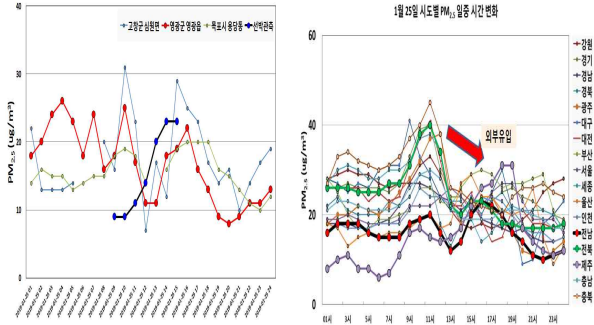 고창군 심원면 영광군 영광읍 목포시 용당동 선박관측
PM2.5 (ug/m³)
40
30
20
10
0
1월 25일 시도별 PM2.5 일중 시간 변화
외부유입
PM2.5 (ug/m³)
60
40
20
0
01시 3시 5시 7시 9시 11시 13시 15시 17시 19시 21시 23시
강원
경기
경남
경북
광주
대구
대전
부산
서울
세종
울산
인천
전남
전북
제주
충남
충북